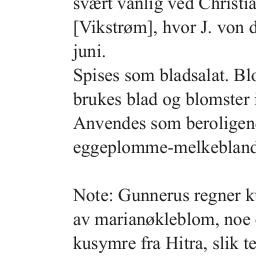 svært vanlig ved Christia
[Vikstrøm], hvor J. von d
juni.
Spises som bladsalat. Blo
brukes blad og blomster i
Anvendes som beroligen
eggeplomme-melkebland
Note: Gunnerus regner k
av marianøkleblom, noe
kusymre fra Hitra, slik te